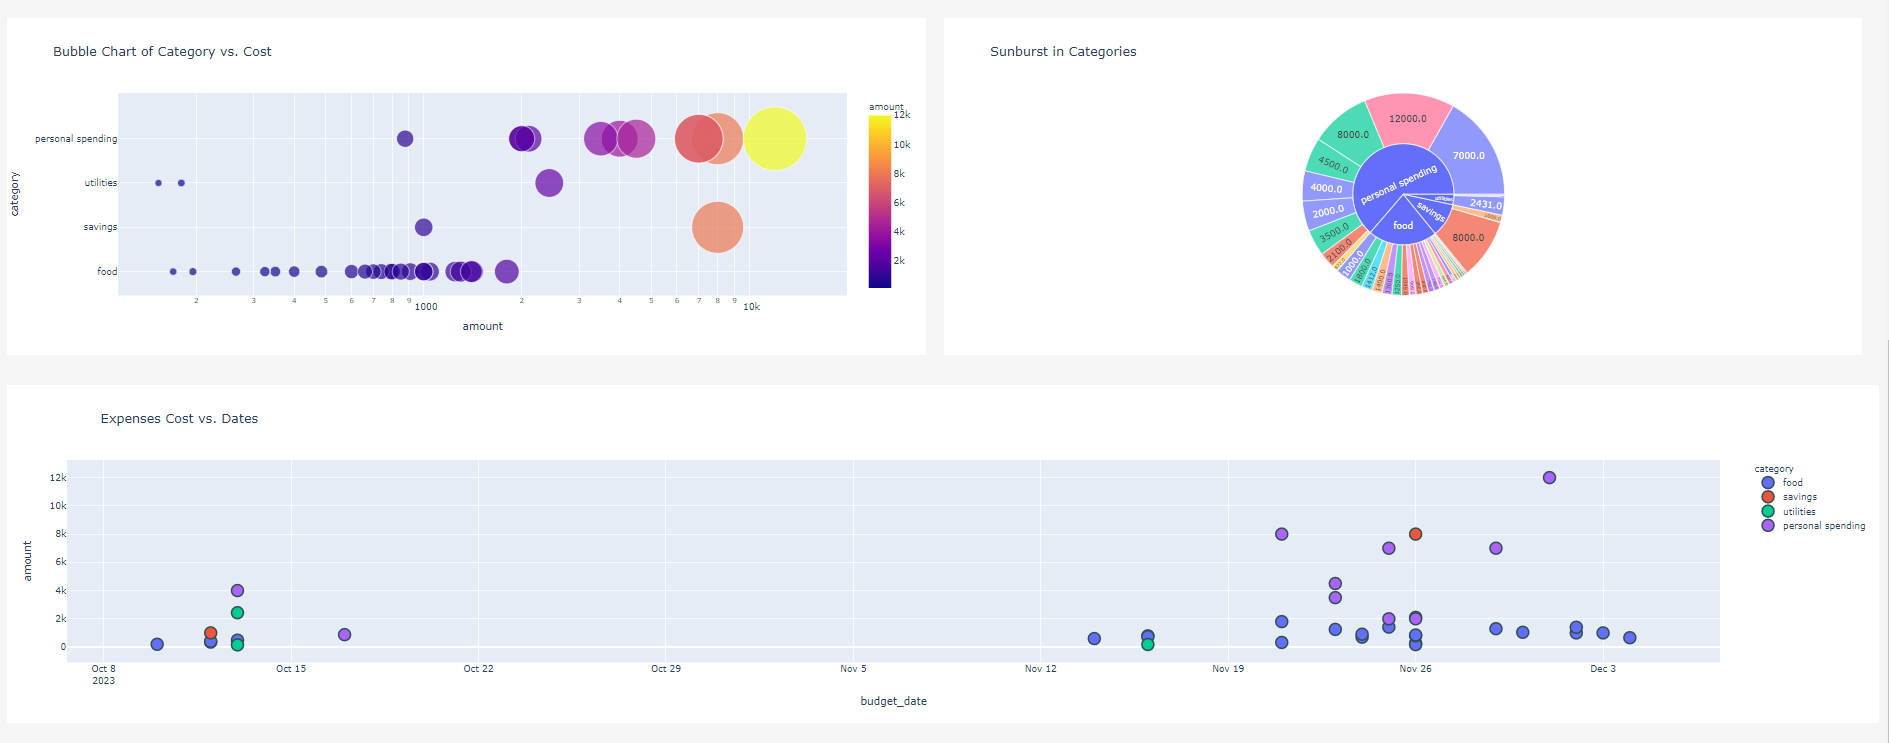 Bubble Chart of Category vs. Cost
category
personal spending
utilities
savings
food
2 3 4 5 6 7 8 9 1000 2 3 4 5 6 7 8 9 10k
amount
amount
12k
10k
8k
6k
4k
2k
Sunburst in Categories
12000.0
7000.0
8000.0
4500.0
4000.0
2000.0
3500.0
2100.0
personal spending
utilities
savings
food
2431.0
8000.0
1000.0
1800.0
Expenses Cost vs. Dates
amount
12k
10k
8k
6k
4k
2k
0
Oct 8 Oct 15 Oct 22 Oct 29 Nov 5 Nov 12 Nov 19 Nov 26 Dec 3
2023
budget_date
category
food
savings
utilities
personal spending